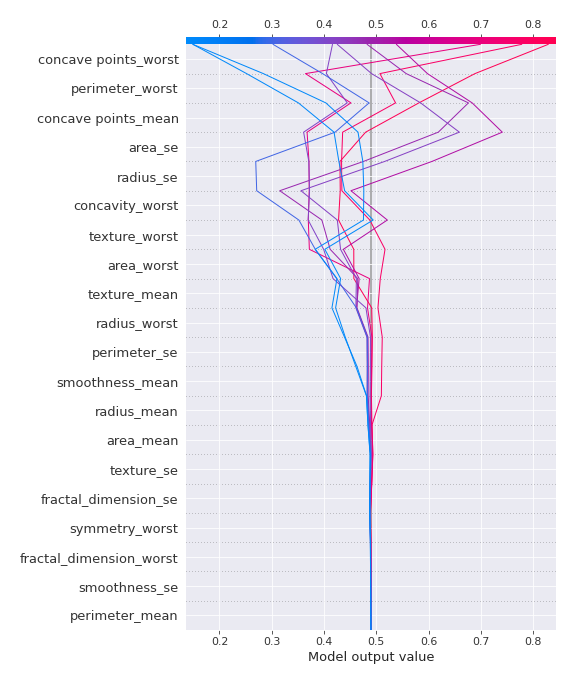 0.2 0.3 0.4 0.5 0.6 0.7 0.8
concave points_worst
perimeter_worst
concave points_mean
area_se
radius_se
concavity_worst
texture_worst
area_worst
texture_mean
radius_worst
perimeter_se
smoothness_mean
radius_mean
area_mean
texture_se
fractal_dimension_se
symmetry_worst
fractal_dimension_worst
smoothness_se
perimeter_mean
0.2 0.3 0.4 0.5 0.6 0.7 0.8
Model output value